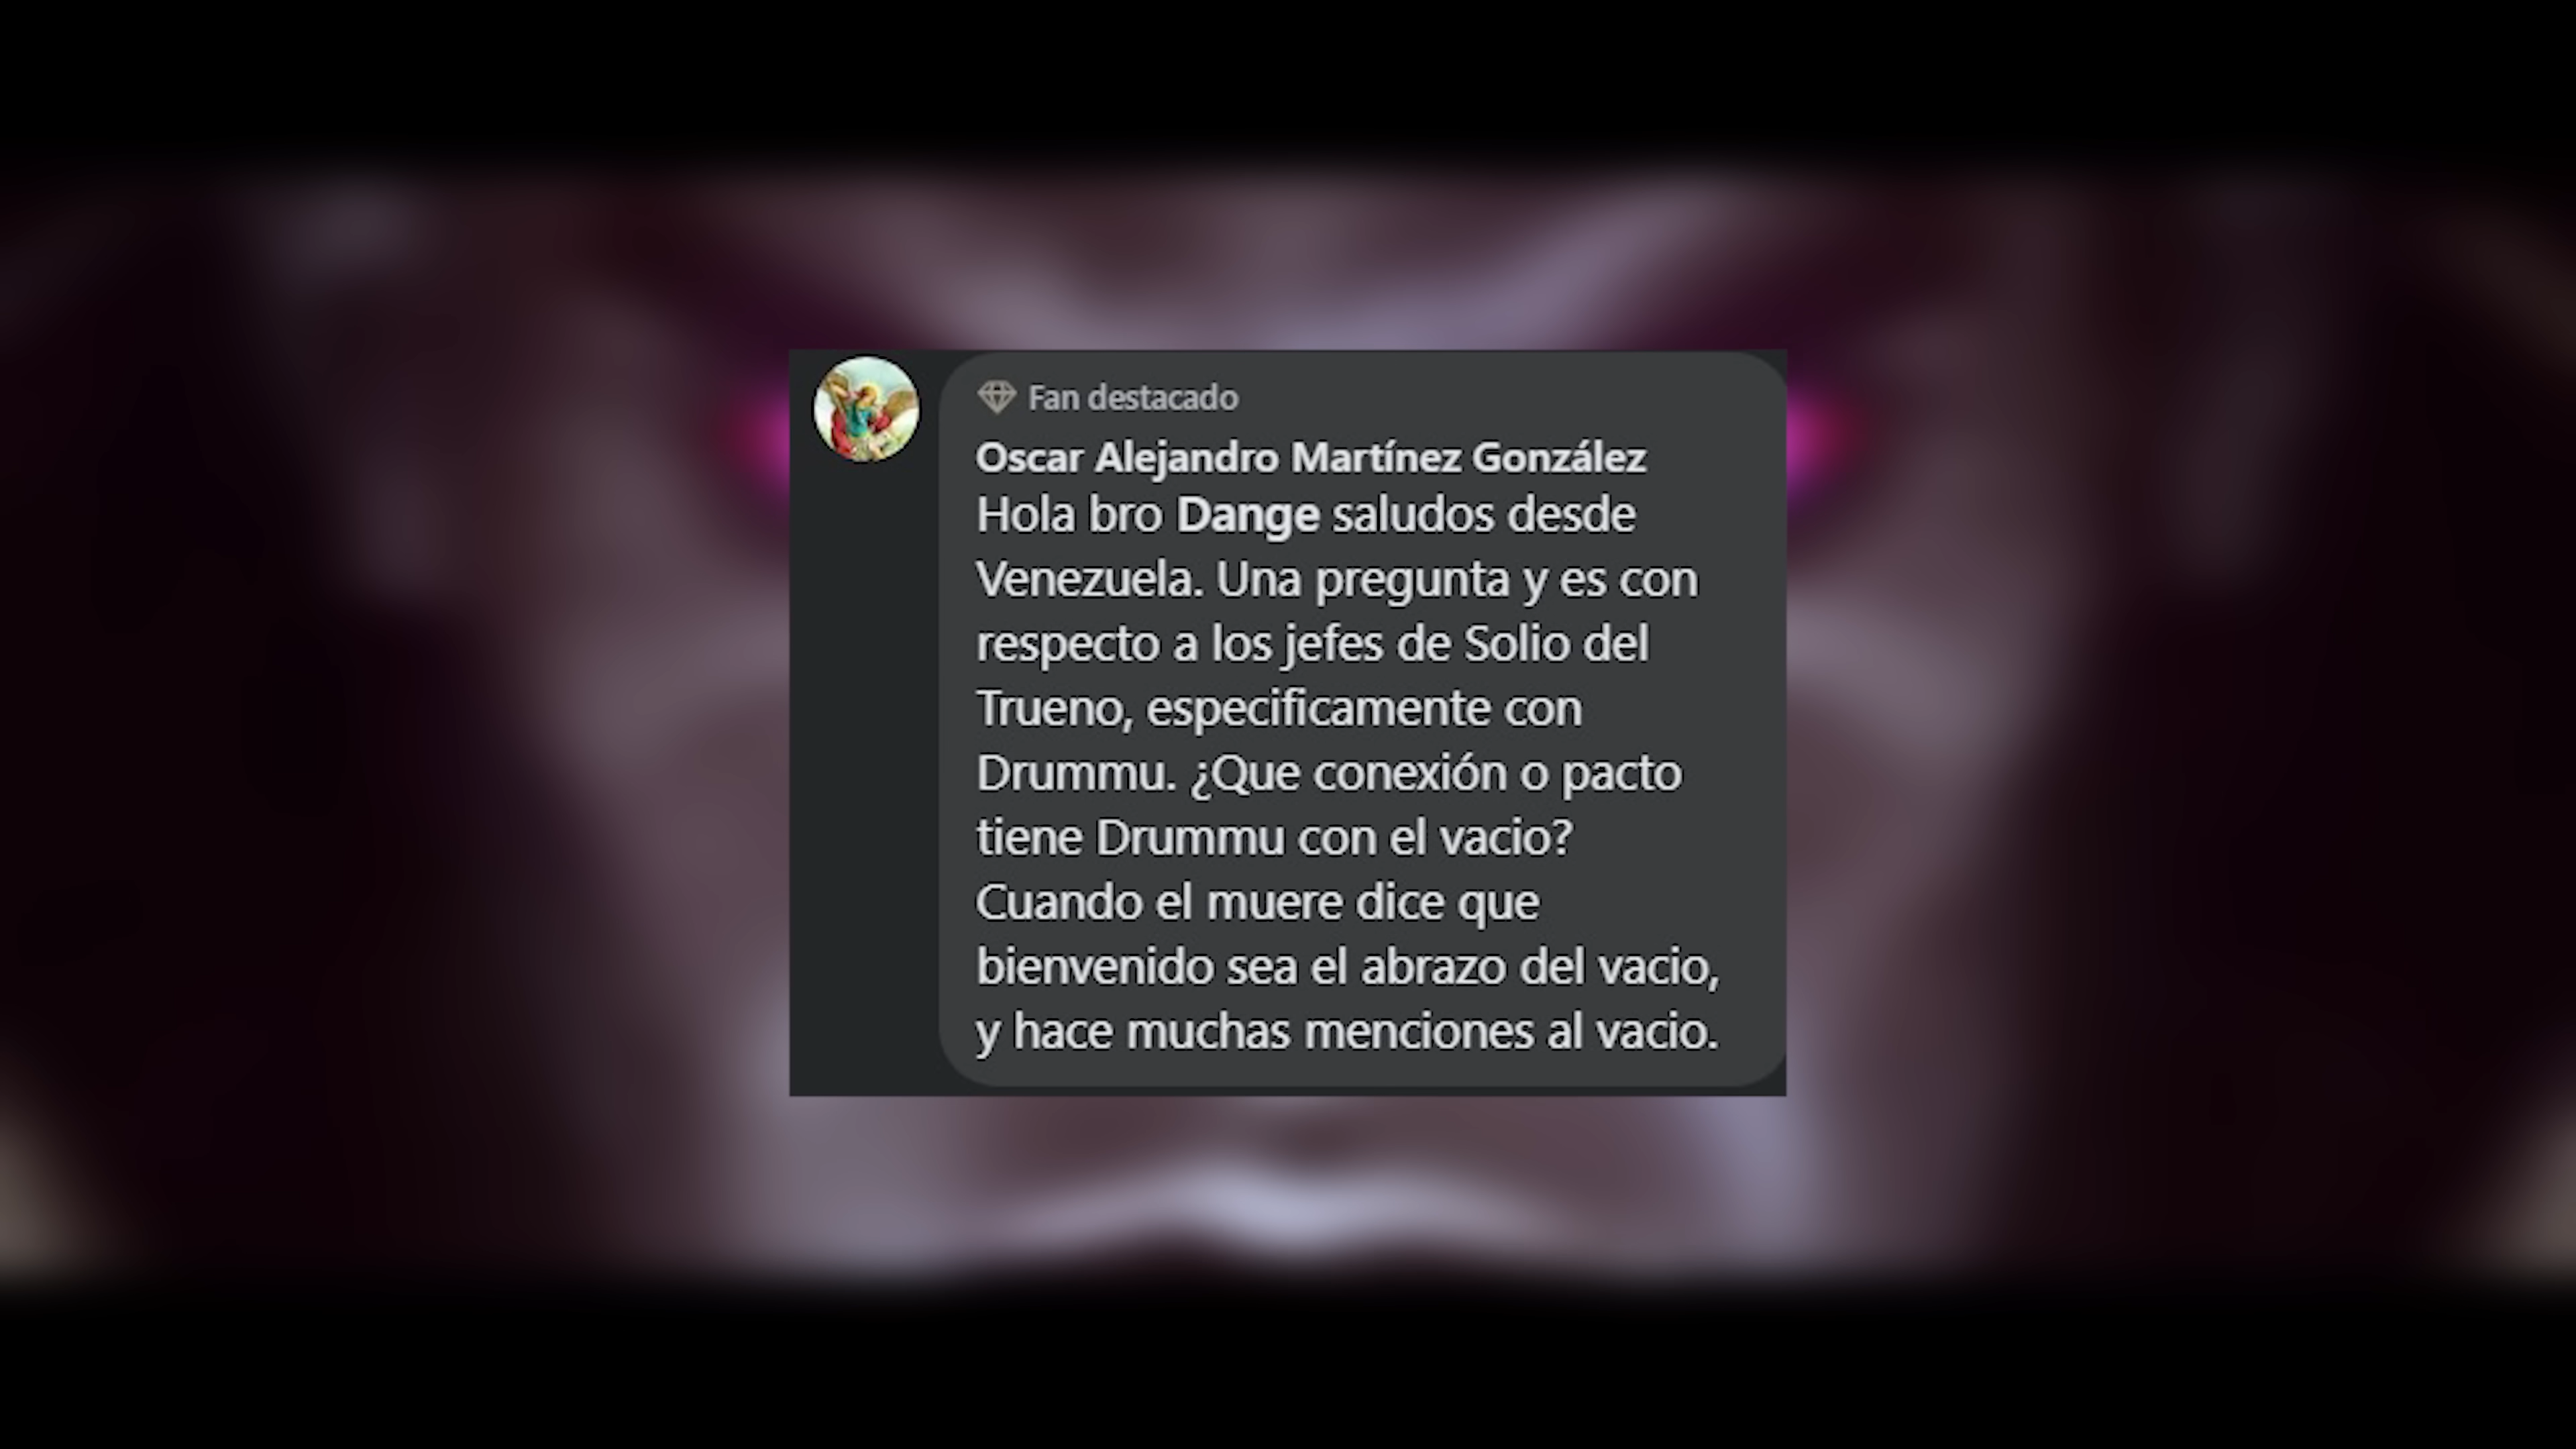 Fan destacado
Oscar Alejandro Martínez González
Hola bro Dange saludos desde
Venezuela. Una pregunta y es con
respecto a los jefes de Solio del
Trueno, especificamente con
Drummu. ¿Que conexión o pacto
tiene Drummu con el vacio?
Cuando el muere dice que
bienvenido sea el abrazo del vacio,
y hace muchas menciones al vacio.